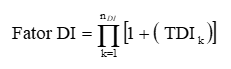 Fator DI = ∏_{k=1}^{n_{DI}} [1 + ( TDI_k )]